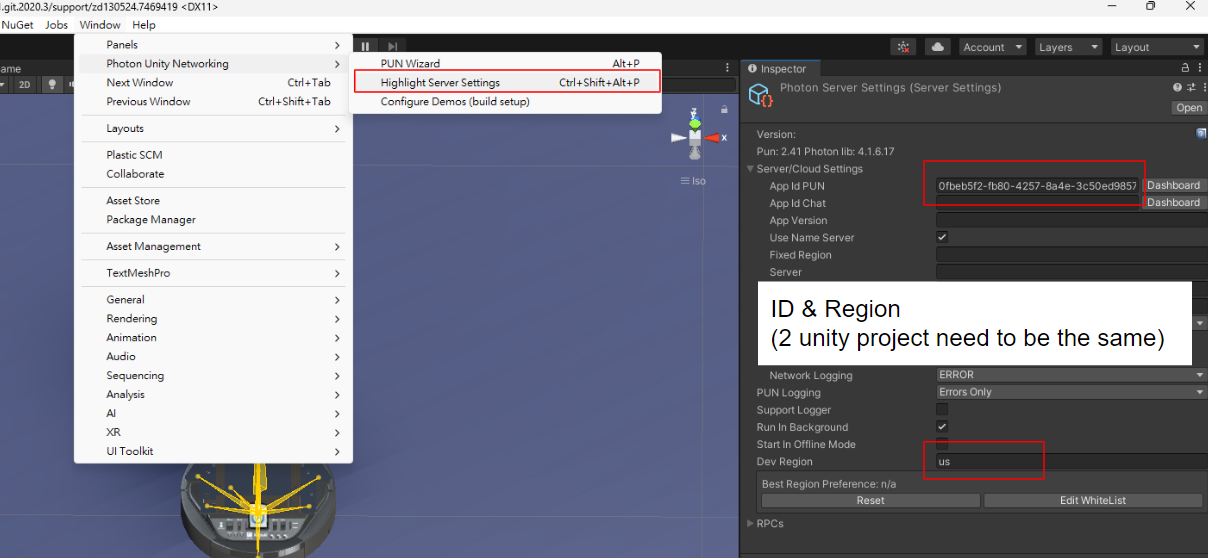 l.git.2020.3/support/zd130524.7469419 <DX11>
NuGet Jobs Window Help
Panels
Photon Unity Networking
Next Window Ctrl+Tab
Previous Window Ctrl+Shift+Tab
Layouts
Plastic SCM
Collaborate
Asset Store
Package Manager
Asset Management
TextMeshPro
General
Rendering
Animation
Audio
Sequencing
Analysis
AI
XR
UI Toolkit
PUN Wizard Alt+P
Highlight Server Settings Ctrl+Shift+Alt+P
Configure Demos (build setup)
Account Layers Layout
ame
2D
y
x
Iso
Inspector
Photon Server Settings (Server Settings)
Open
Version:
Pun: 2.41 Photon lib: 4.1.6.17
Server/Cloud Settings
App Id PUN 0fbeb5f2-fb80-4257-8a4e-3c50ed9857 Dashboard
App Id Chat Dashboard
App Version
Use Name Server
Fixed Region
Server
ID & Region
(2 unity project need to be the same)
Network Logging ERROR
PUN Logging Errors Only
Support Logger
Run In Background
Start In Offline Mode
Dev Region us
Best Region Preference: n/a
Reset Edit WhiteList
RPCs